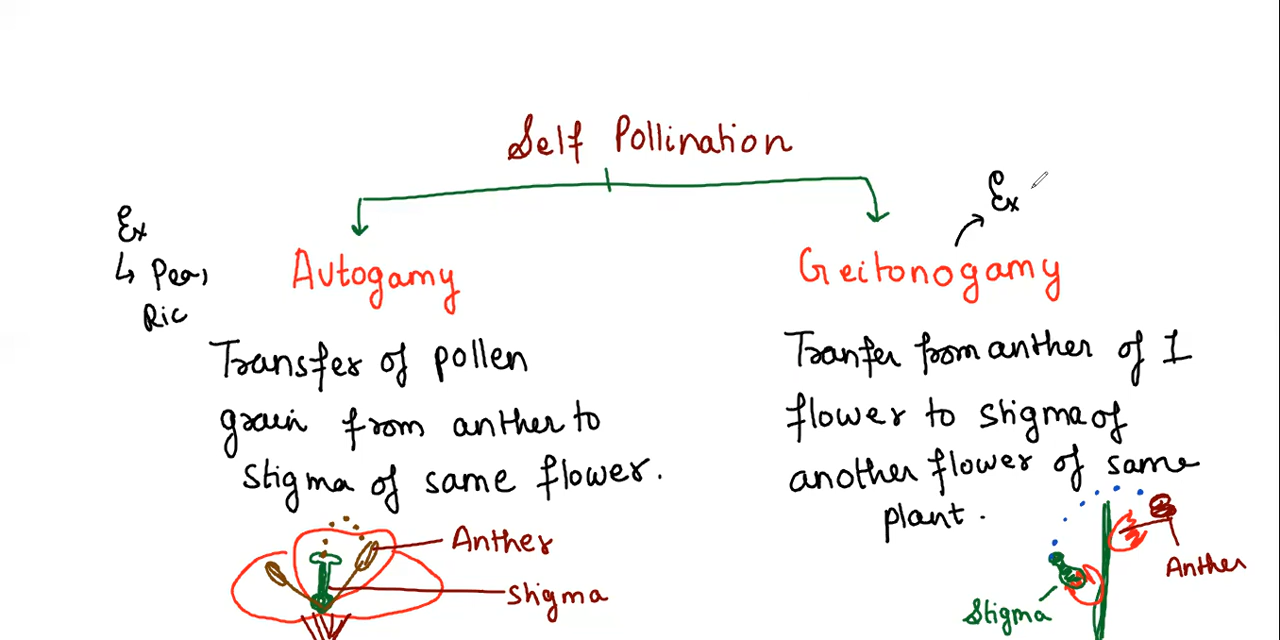 Self Pollination
Ex
↳ Pea,
Ric
Autogamy
Transfer of pollen
grain from anther to
stigma of same flower.
Anther
Stigma
Ex
Geitonogamy
Tranfer from anther of 1
flower to stigma of
another flower of same
plant.
Anther
Stigma